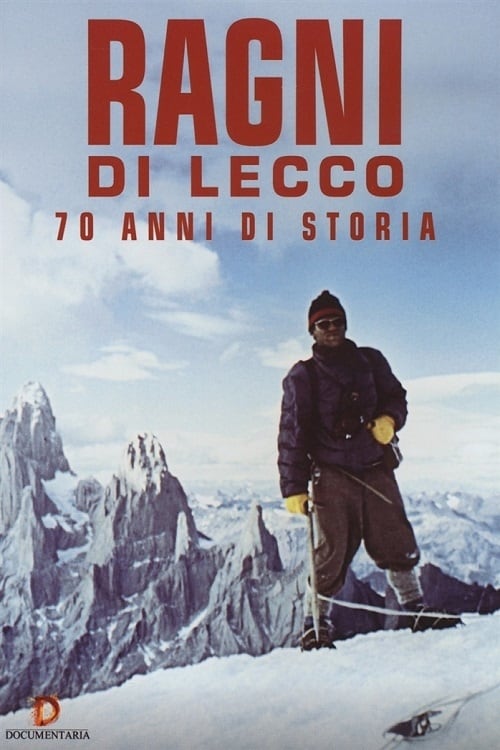 RAGNI
DI LECCO
70 ANNI DI STORIA
D
DOCUMENTARIA